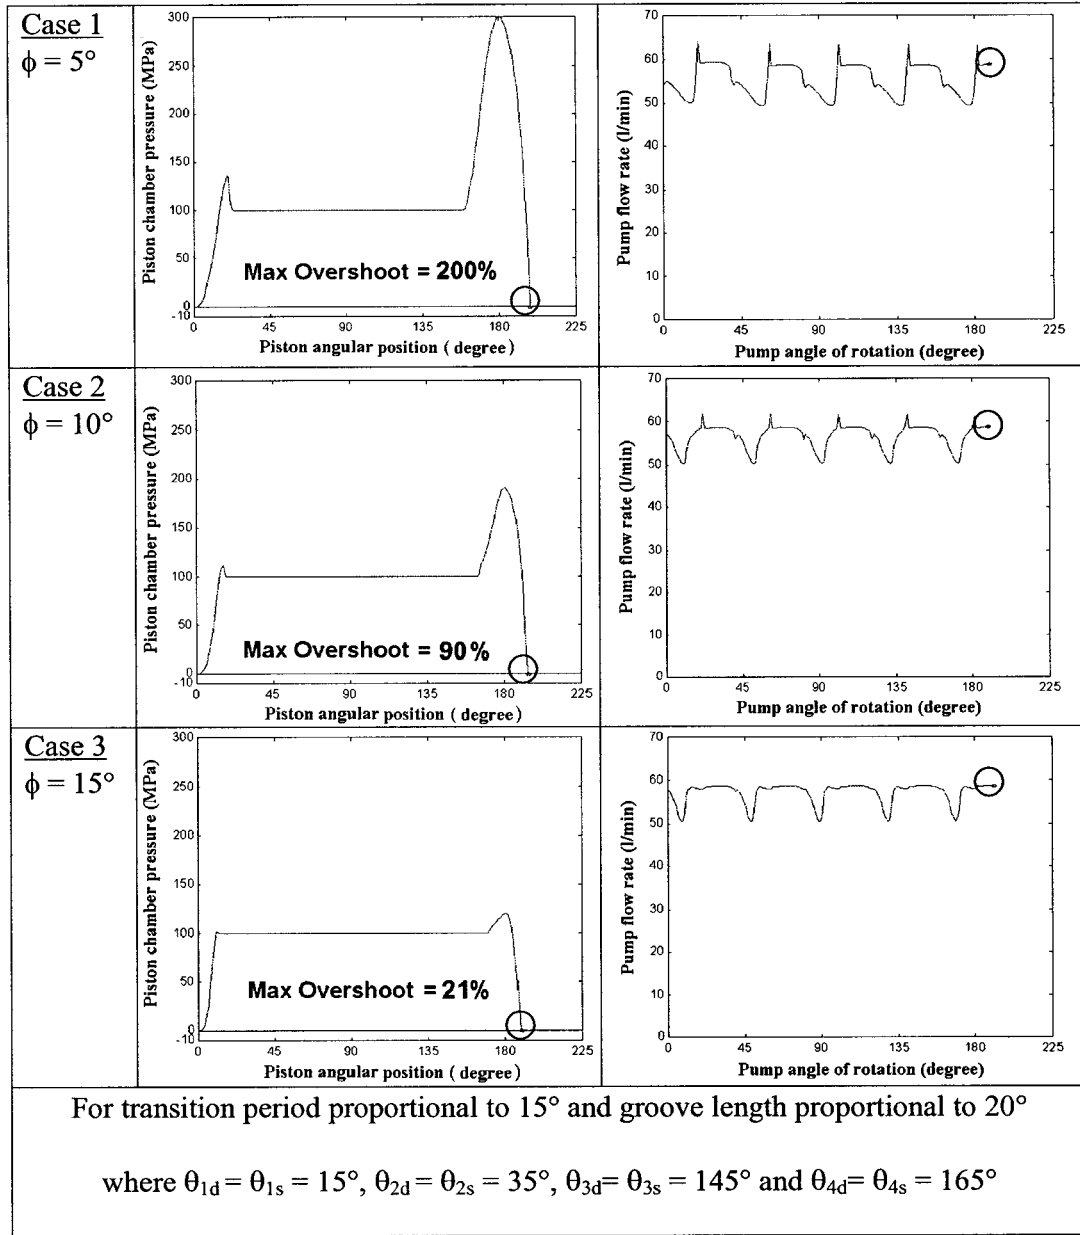 Case 1
ϕ = 5°
Piston chamber pressure (MPa)
300
250
200
150
100
50
0
-10
Max Overshoot = 200%
0 45 90 135 180 225
Piston angular position ( degree)
Pump flow rate (l/min)
70
60
50
40
30
20
10
0
0 45 90 135 180 225
Pump angle of rotation (degree)
Case 2
ϕ = 10°
Piston chamber pressure (MPa)
300
250
200
150
100
50
0
-10
Max Overshoot = 90%
0 45 90 135 180 225
Piston angular position ( degree)
Pump flow rate (l/min)
70
60
50
40
30
20
10
0
0 45 90 135 180 225
Pump angle of rotation (degree)
Case 3
ϕ = 15°
Piston chamber pressure (MPa)
300
250
200
150
100
50
0
-10
Max Overshoot = 21%
0 45 90 135 180 225
Piston angular position ( degree)
Pump flow rate (l/min)
70
60
50
40
30
20
10
0
0 45 90 135 180 225
Pump angle of rotation (degree)
For transition period proportional to 15° and groove length proportional to 20°
where θ1d = θ1s = 15°, θ2d = θ2s = 35°, θ3d= θ3s = 145° and θ4d= θ4s = 165°